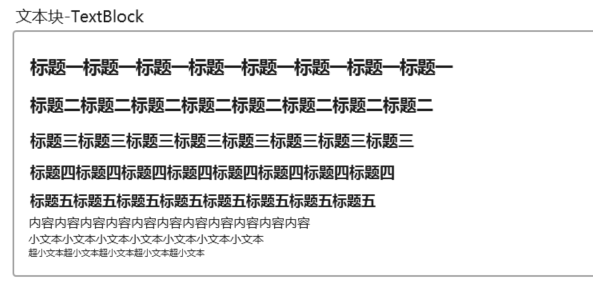 文本块-TextBlock
标题一标题一标题一标题一标题一标题一标题一标题一
标题二标题二标题二标题二标题二标题二标题二标题二
标题三标题三标题三标题三标题三标题三标题三标题三
标题四标题四标题四标题四标题四标题四标题四标题四
标题五标题五标题五标题五标题五标题五标题五标题五
内容内容内容内容内容内容内容内容内容内容内容
小文本小文本小文本小文本小文本小文本小文本
超小文本超小文本超小文本超小文本超小文本